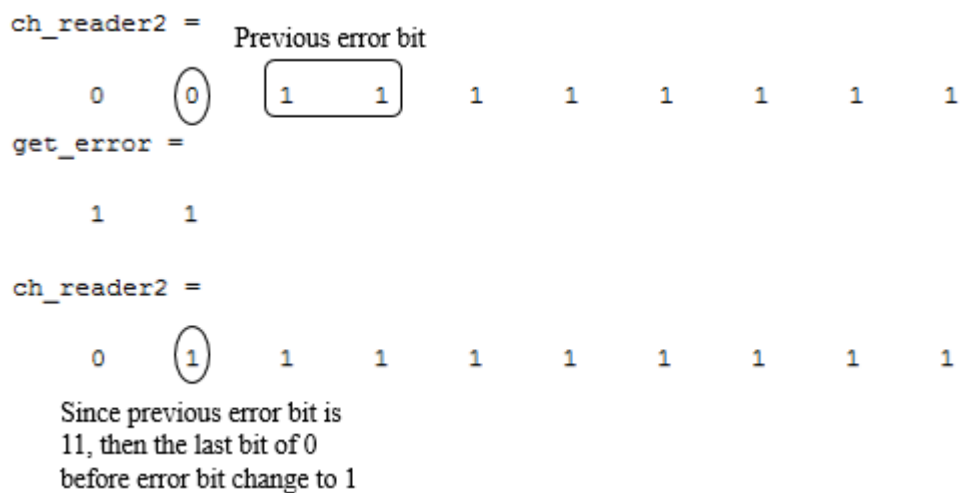 ch_reader2 =
Previous error bit
0 0 1 1 1 1 1 1 1 1
get_error =
1 1
ch_reader2 =
0 1 1 1 1 1 1 1 1 1
Since previous error bit is
11, then the last bit of 0
before error bit change to 1